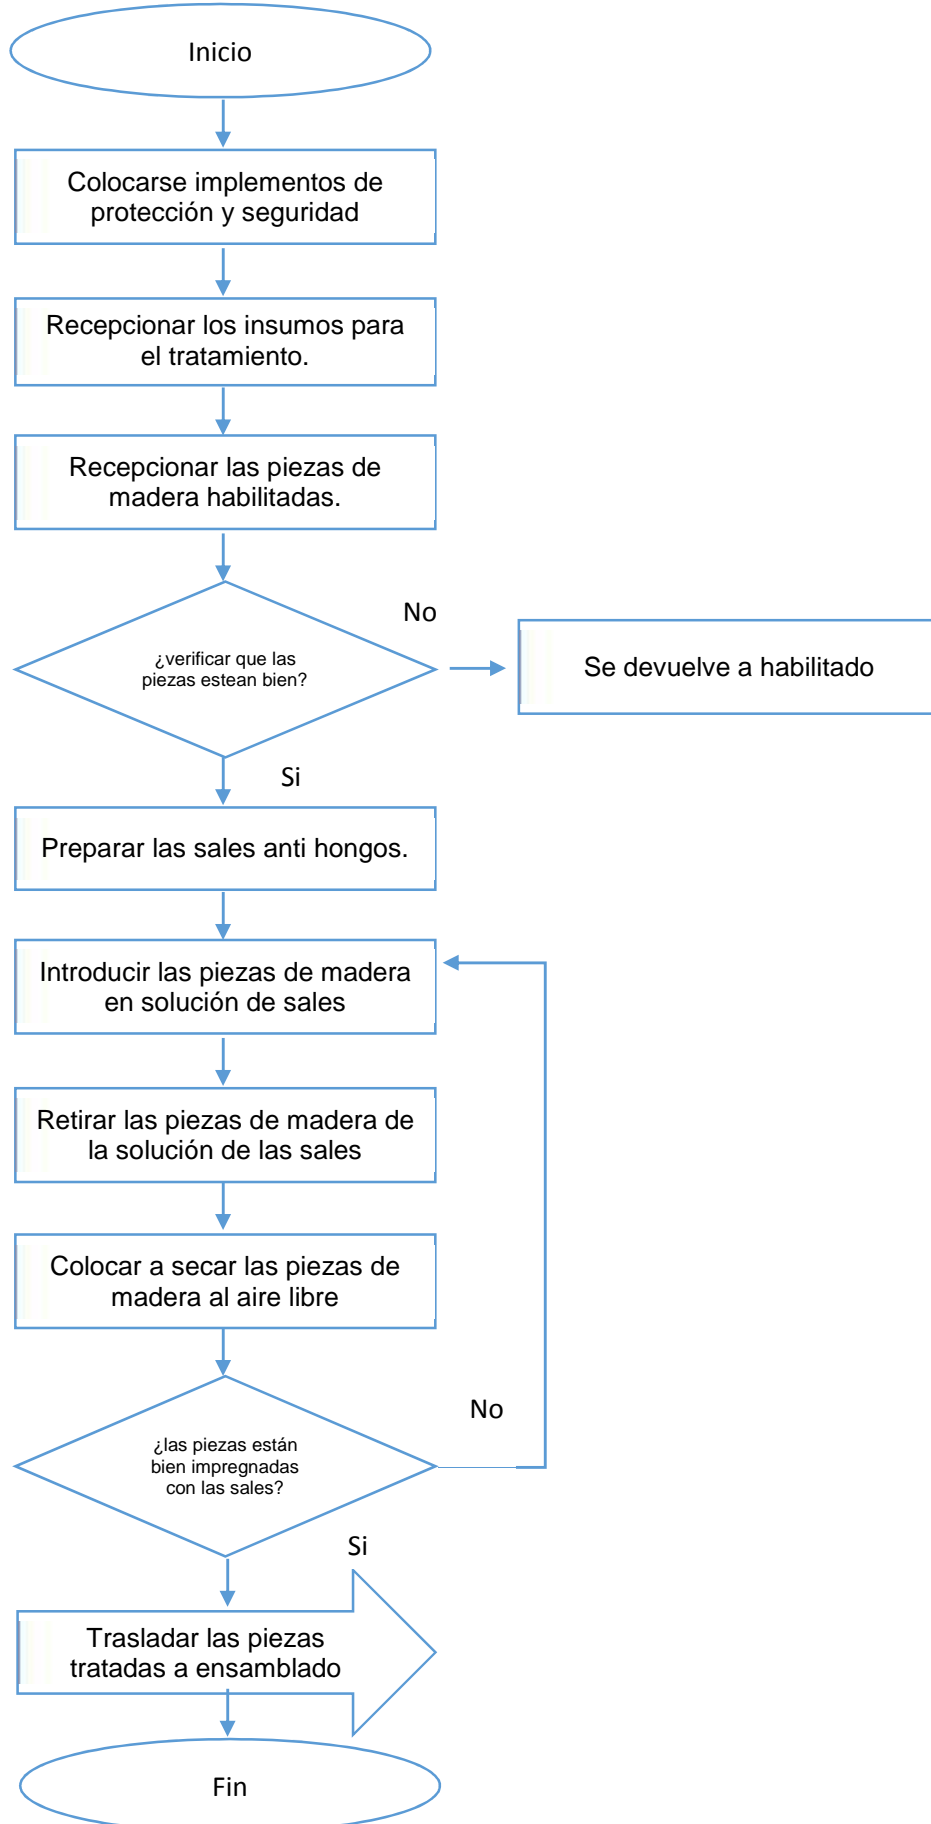 Inicio
Colocarse implementos de
protección y seguridad
Recepcionar los insumos para
el tratamiento.
Recepcionar las piezas de
madera habilitadas.
No
¿verificar que las
piezas estean bien?
Se devuelve a habilitado
Si
Preparar las sales anti hongos.
Introducir las piezas de madera
en solución de sales
Retirar las piezas de madera de
la solución de las sales
Colocar a secar las piezas de
madera al aire libre
No
¿las piezas están
bien impregnadas
con las sales?
Si
Trasladar las piezas
tratadas a ensamblado
Fin